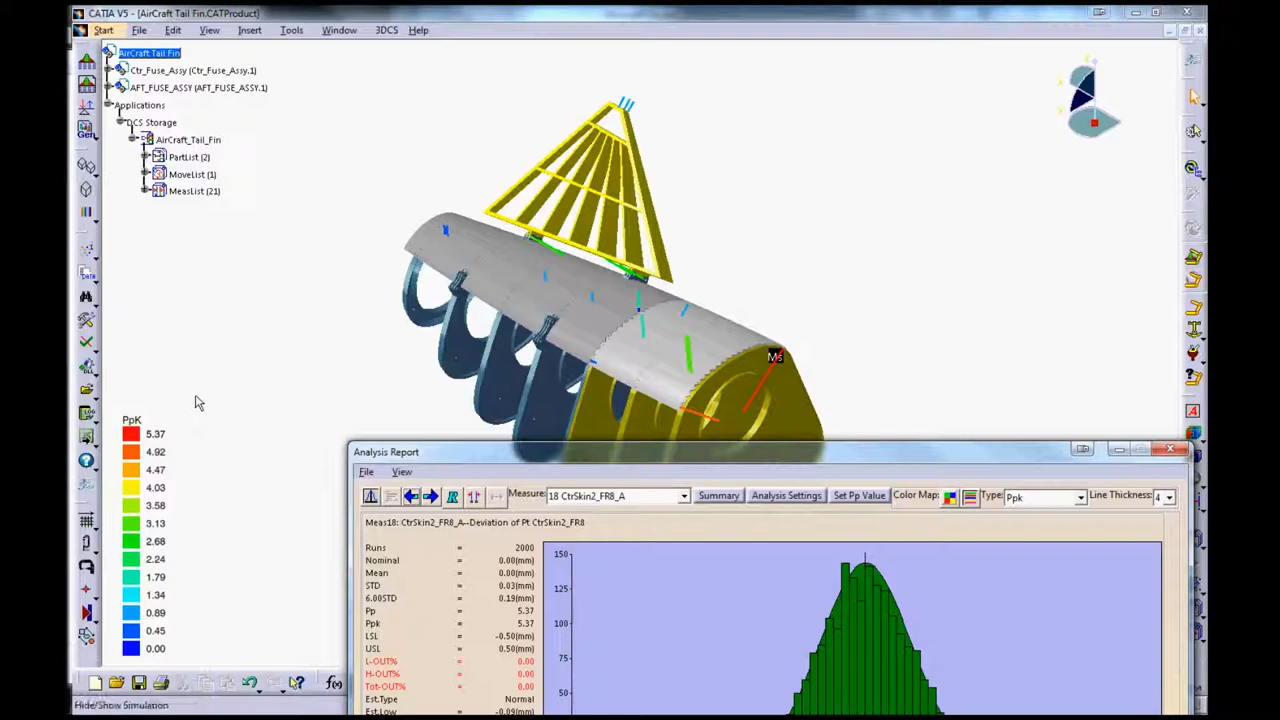 CATIA V5 - [AirCraft Tail Fin.CATProduct]
Start File Edit View Insert Tools Window 3DCS Help
AirCraft Tail Fin
Ctr_Fuse_Assy (Ctr_Fuse_Assy.1)
AFT_FUSE_ASSY (AFT_FUSE_ASSY.1)
Applications
DCS Storage
AirCraft_Tail_Fin
PartList (2)
MoveList (1)
MeasList (21)
Gen
DATA
DLL
LOG
PpK
5.37
4.92
4.47
4.03
3.58
3.13
2.68
2.24
1.79
1.34
0.89
0.45
0.00
Analysis Report
File View
Measure: 18 CtrSkin2_FR8_A Summary Analysis Settings Set Pp Value Color Map: Type: Ppk Line Thickness: 4
Meas18: CtrSkin2_FR8_A--Deviation of Pt CtrSkin2_FR8
Runs = 2000
Nominal = 0.00(mm)
Mean = 0.00(mm)
STD = 0.03(mm)
6.00STD = 0.19(mm)
Pp = 5.37
Ppk = 5.37
LSL = -0.50(mm)
USL = 0.50(mm)
L-OUT% = 0.00
H-OUT% = 0.00
Tot-OUT% = 0.00
Est.Type Normal
Est.Low = -0.09(mm)
150
125
100
75
50
Hide/Show Simulation